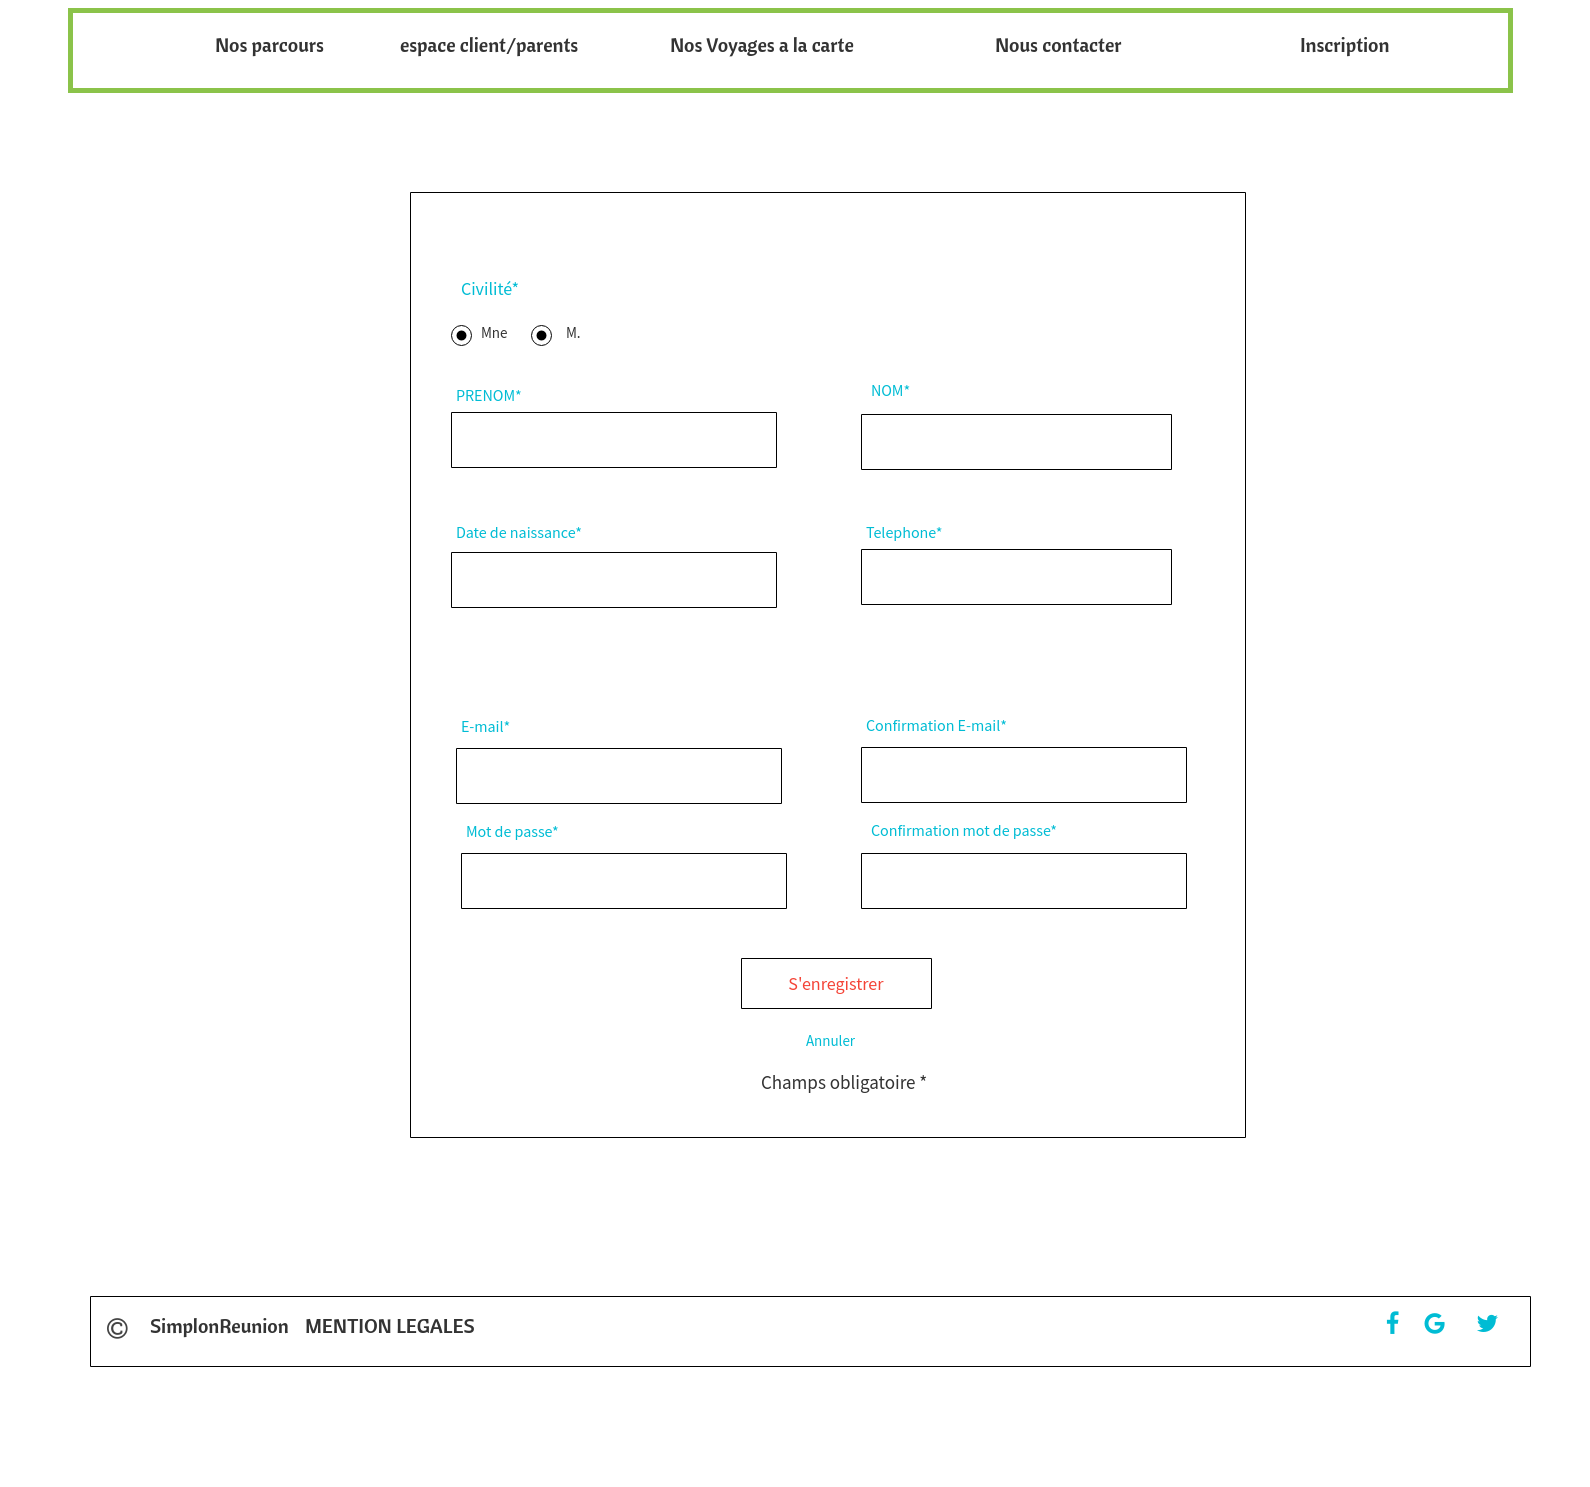 Nos parcours espace client/parents Nos Voyages a la carte Nous contacter Inscription
Civilité*
Mne M.
PRENOM* NOM*
Date de naissance* Telephone*
E-mail* Confirmation E-mail*
Mot de passe* Confirmation mot de passe*
S'enregistrer
Annuler
Champs obligatoire *
© SimplonReunion MENTION LEGALES